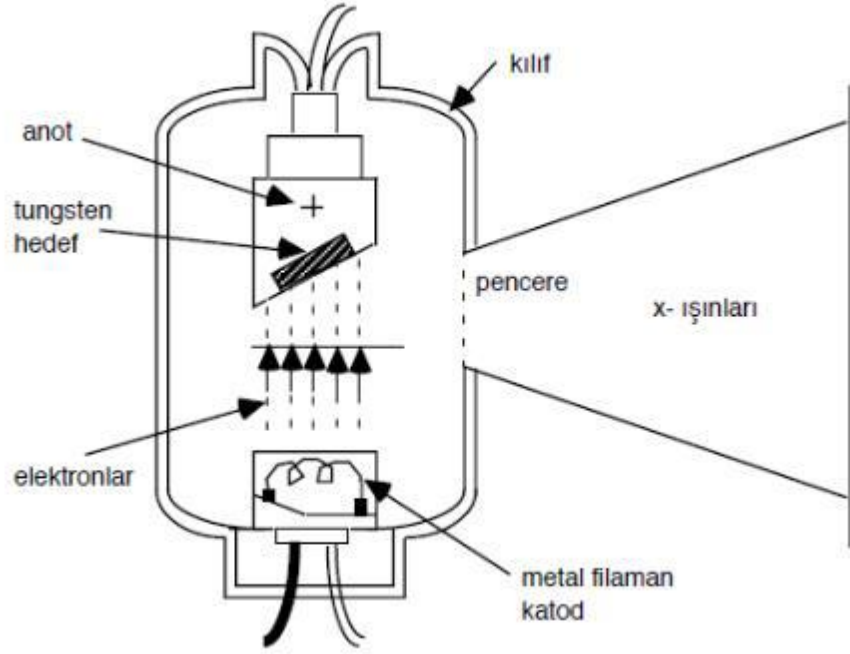 kılıf
anot
+
tungsten
hedef
pencere
x- ışınları
elektronlar
metal filaman
katod